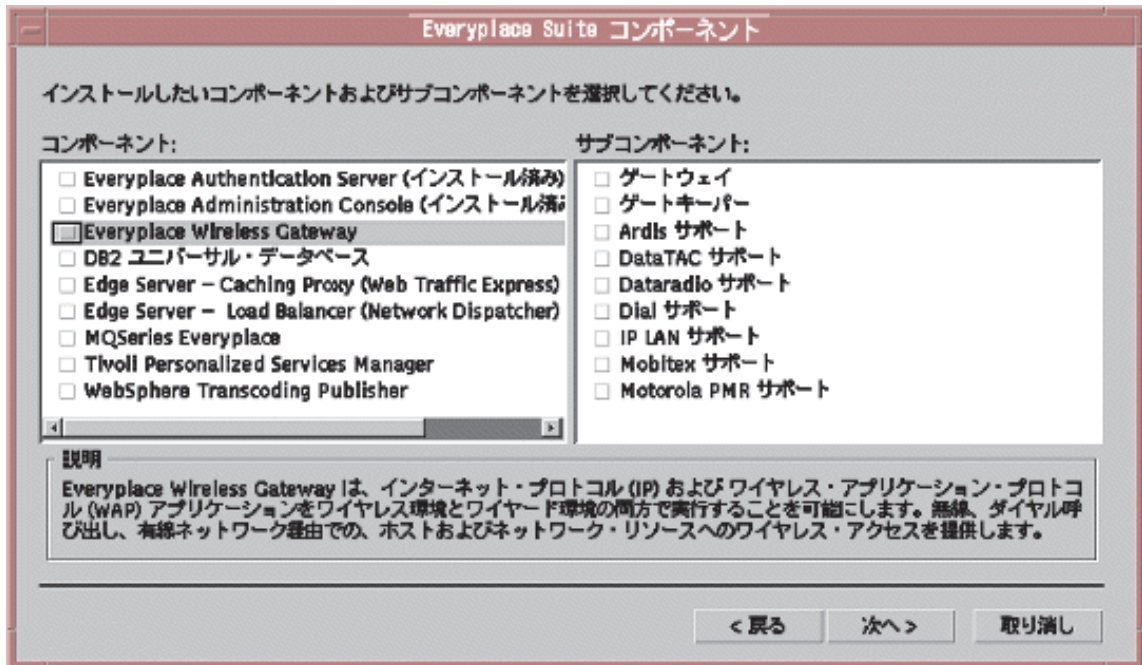 Everyplace Suite コンポーネント
インストールしたいコンポーネントおよびサブコンポーネントを選択してください。
コンポーネント:
Everyplace Authentication Server (インストール済み)
Everyplace Administration Console (インストール済み
Everyplace Wireless Gateway
DB2 ユニバーサル・データベース
Edge Server – Caching Proxy (Web Traffic Express)
Edge Server – Load Balancer (Network Dispatcher)
MQSeries Everyplace
Tivoli Personalized Services Manager
WebSphere Transcoding Publisher
サブコンポーネント:
ゲートウェイ
ゲートキーパー
Ardis サポート
DataTAC サポート
Dataradio サポート
Dial サポート
IP LAN サポート
Mobitex サポート
Motorola PMR サポート
説明
Everyplace Wireless Gateway は、インターネット・プロトコル (IP) および ワイヤレス・アプリケーション・プロトコ
ル (WAP) アプリケーションをワイヤレス環境とワイヤード環境の両方で実行することを可能にします。無線、ダイヤル呼
び出し、有線ネットワーク経由での、ホストおよびネットワーク・リソースへのワイヤレス・アクセスを提供します。
< 戻る
次へ >
取り消し